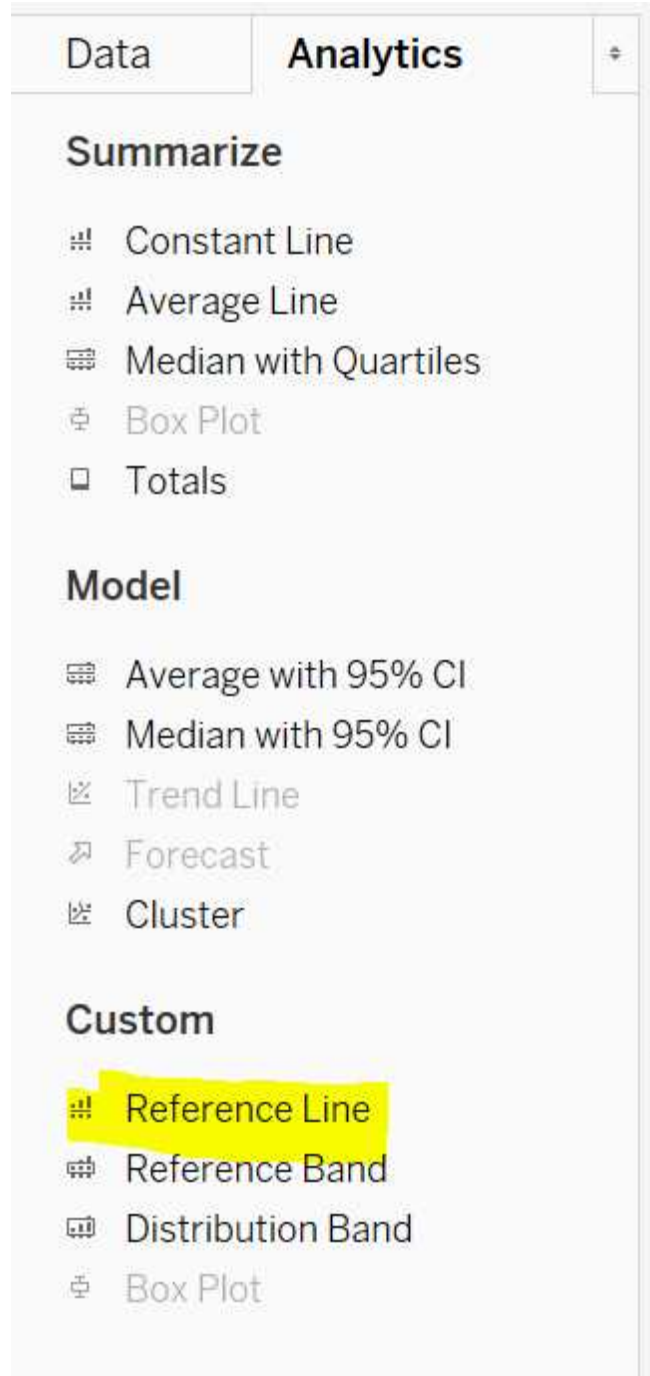 Data Analytics
Summarize
Constant Line
Average Line
Median with Quartiles
Box Plot
Totals
Model
Average with 95% CI
Median with 95% CI
Trend Line
Forecast
Cluster
Custom
Reference Line
Reference Band
Distribution Band
Box Plot